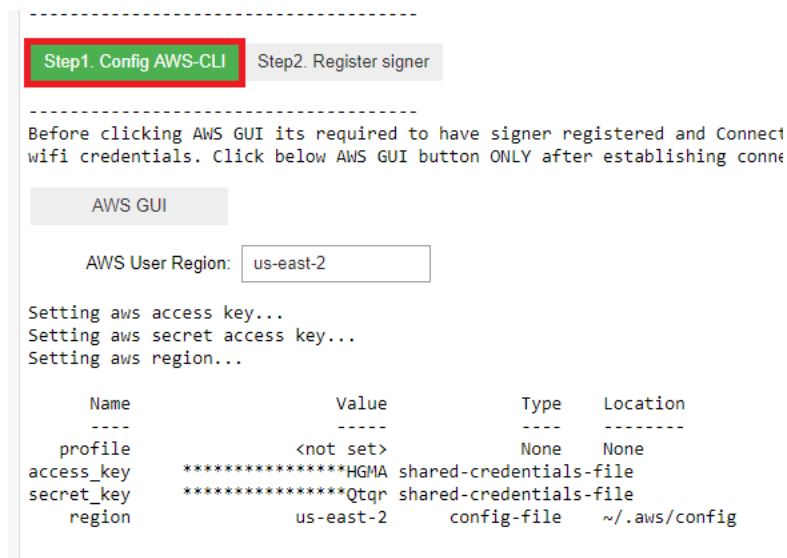 --------------------------------------
Step1. Config AWS-CLI Step2. Register signer
--------------------------------------
Before clicking AWS GUI its required to have signer registered and Connect
wifi credentials. Click below AWS GUI button ONLY after establishing conne
AWS GUI
AWS User Region: us-east-2
Setting aws access key...
Setting aws secret access key...
Setting aws region...
Name Value Type Location
---- ----- ---- --------
profile <not set> None None
access_key ****************HGMA shared-credentials-file
secret_key ****************Qtqr shared-credentials-file
region us-east-2 config-file ~/.aws/config